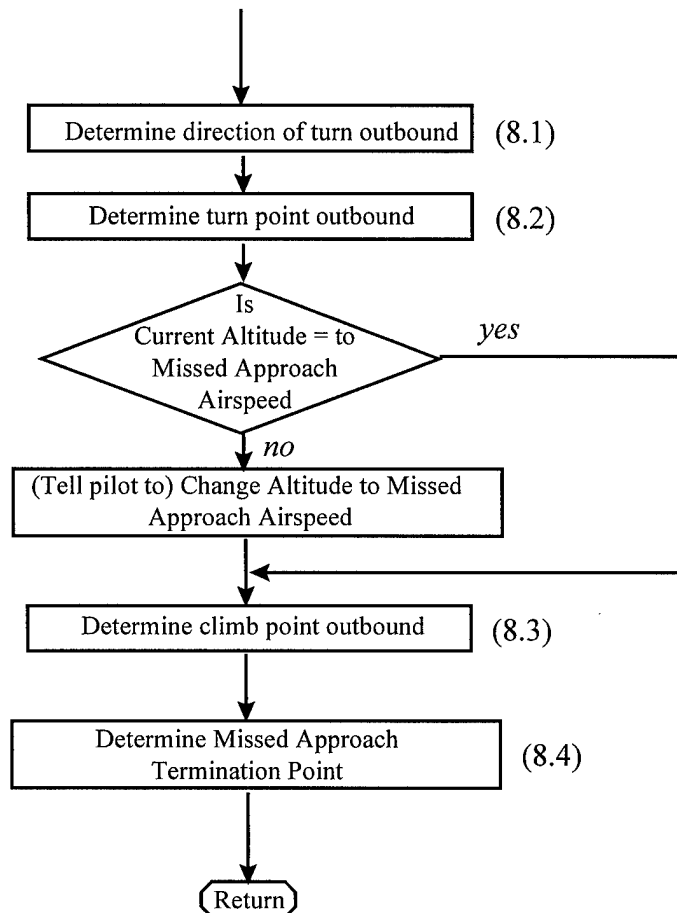 Determine direction of turn outbound (8.1)
Determine turn point outbound (8.2)
Is
Current Altitude = to
Missed Approach
Airspeed
yes
no
(Tell pilot to) Change Altitude to Missed
Approach Airspeed
Determine climb point outbound (8.3)
Determine Missed Approach
Termination Point
(8.4)
Return